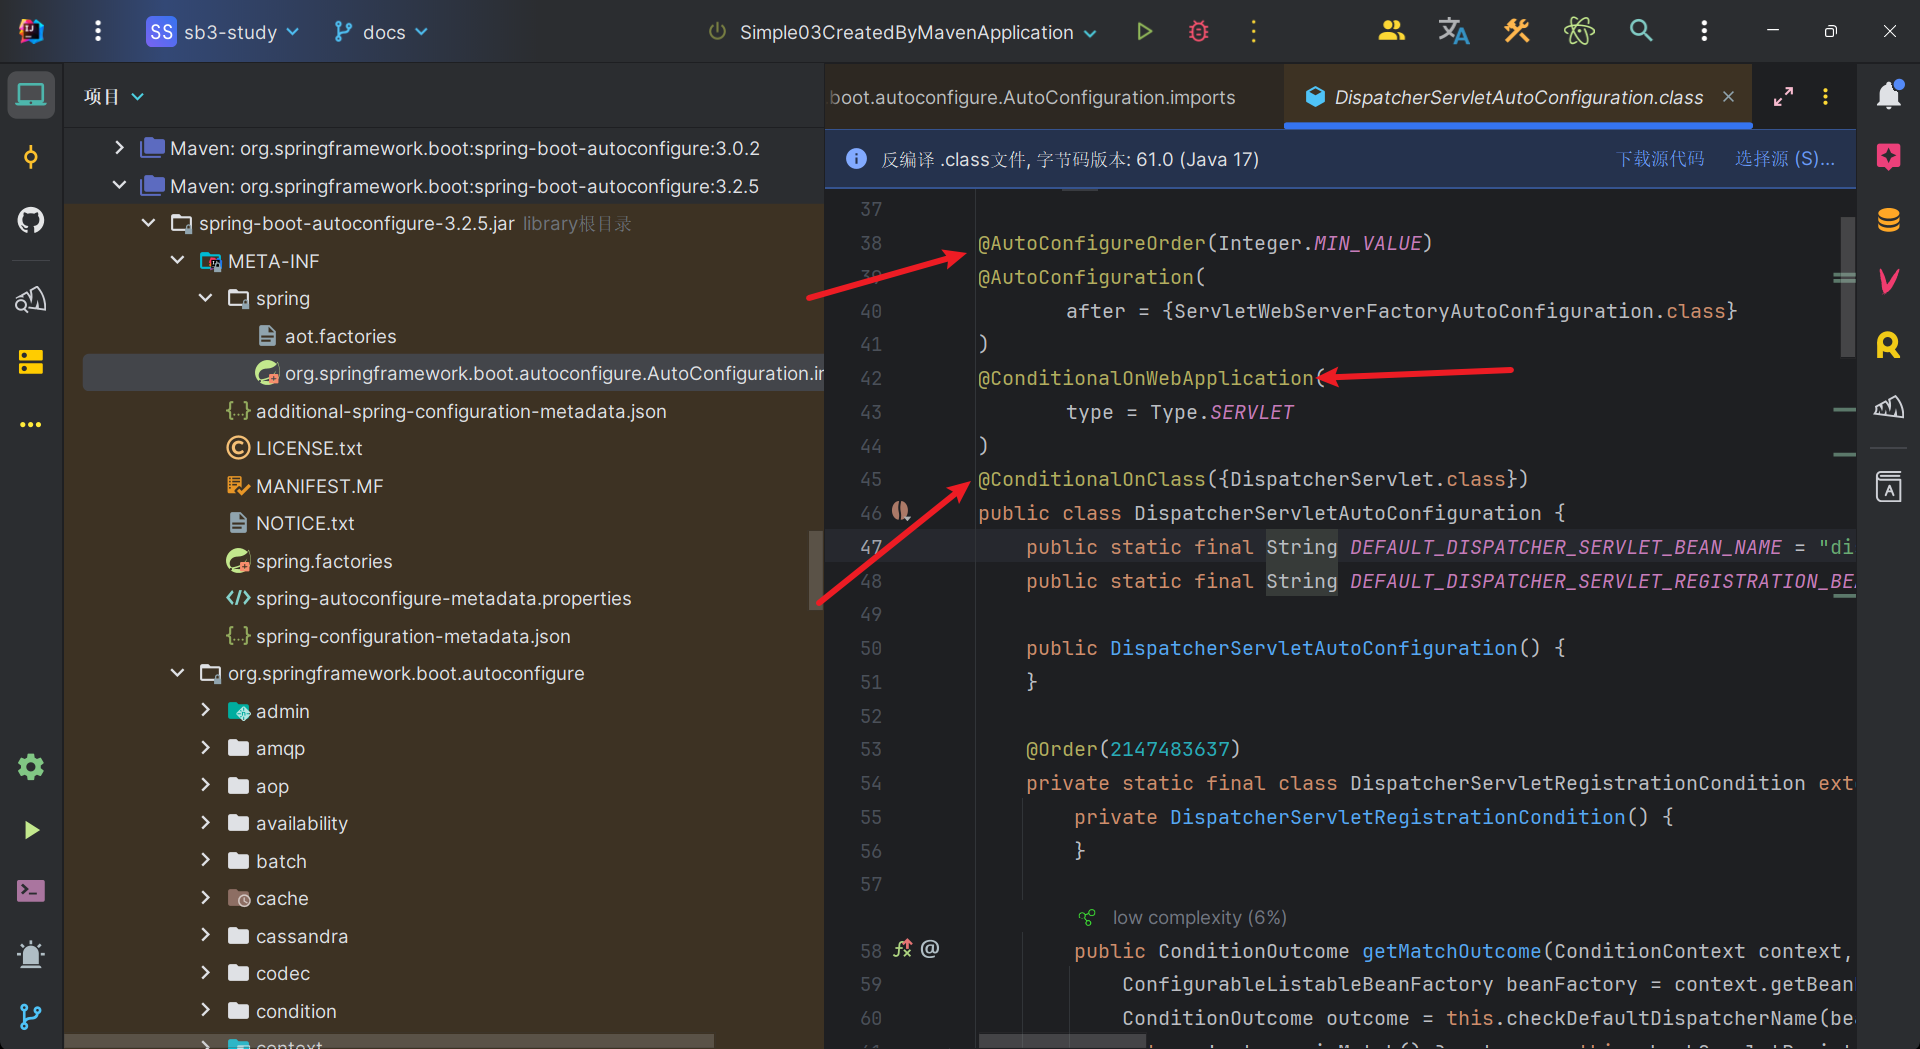 SS sb3-study
docs
Simple03CreatedByMavenApplication
项目
Maven: org.springframework.boot:spring-boot-autoconfigure:3.0.2
Maven: org.springframework.boot:spring-boot-autoconfigure:3.2.5
spring-boot-autoconfigure-3.2.5.jar library根目录
META-INF
spring
aot.factories
org.springframework.boot.autoconfigure.AutoConfiguration.i
additional-spring-configuration-metadata.json
LICENSE.txt
MANIFEST.MF
NOTICE.txt
spring.factories
spring-autoconfigure-metadata.properties
spring-configuration-metadata.json
org.springframework.boot.autoconfigure
admin
amqp
aop
availability
batch
cache
cassandra
codec
condition
context
boot.autoconfigure.AutoConfiguration.imports
DispatcherServletAutoConfiguration.class
反编译 .class文件, 字节码版本: 61.0 (Java 17)
下载源代码 选择源 (S)...
37
38 @AutoConfigureOrder(Integer.MIN_VALUE)
39 @AutoConfiguration(
40 after = {ServletWebServerFactoryAutoConfiguration.class}
41 )
42 @ConditionalOnWebApplication(
43 type = Type.SERVLET
44 )
45 @ConditionalOnClass({DispatcherServlet.class})
46 public class DispatcherServletAutoConfiguration {
47 public static final String DEFAULT_DISPATCHER_SERVLET_BEAN_NAME = "di
48 public static final String DEFAULT_DISPATCHER_SERVLET_REGISTRATION_BE
49
50 public DispatcherServletAutoConfiguration() {
51 }
52
53 @Order(2147483637)
54 private static final class DispatcherServletRegistrationCondition ext
55 private DispatcherServletRegistrationCondition() {
56 }
57
low complexity (6%)
58 public ConditionOutcome getMatchOutcome(ConditionContext context,
59 ConfigurableListableBeanFactory beanFactory = context.getBean
60 ConditionOutcome outcome = this.checkDefaultDispatcherName(be